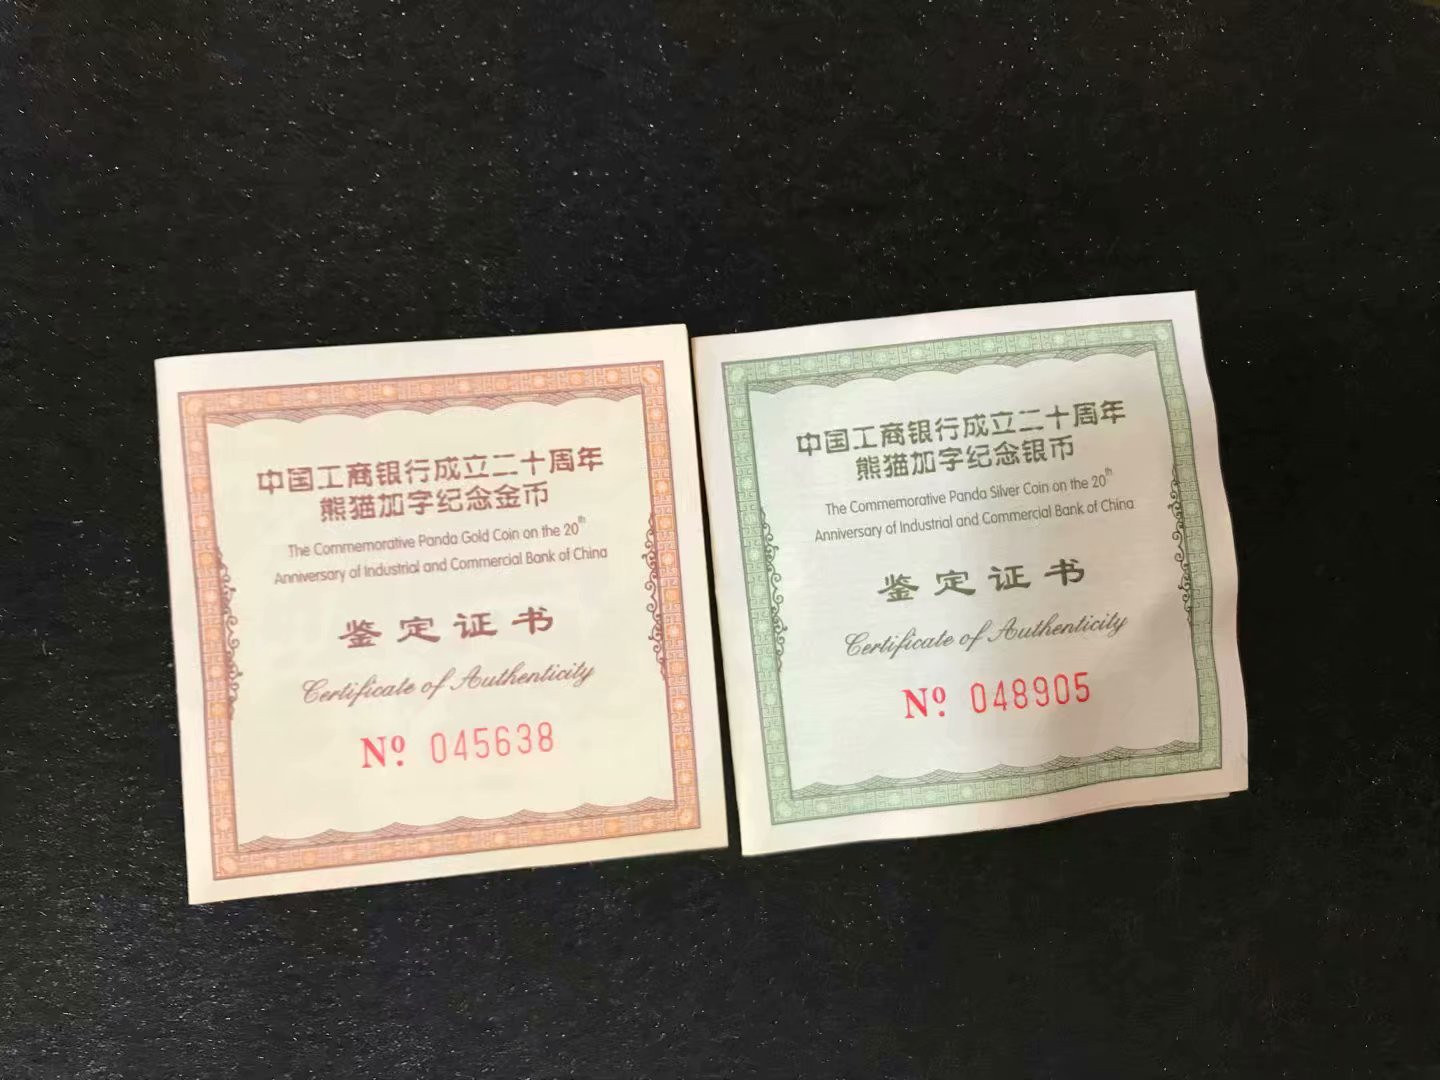 中国工商银行成立二十周年
熊猫加字纪念金币
The Commemorative Panda Gold Coin on the 20th
Anniversary of Industrial and Commercial Bank of China
鉴定证书
Certificate of Authenticity
Nº 045638
中国工商银行成立二十周年
熊猫加字纪念银币
The Commemorative Panda Silver Coin on the 20th
Anniversary of Industrial and Commercial Bank of China
鉴定证书
Certificate of Authenticity
Nº 048905